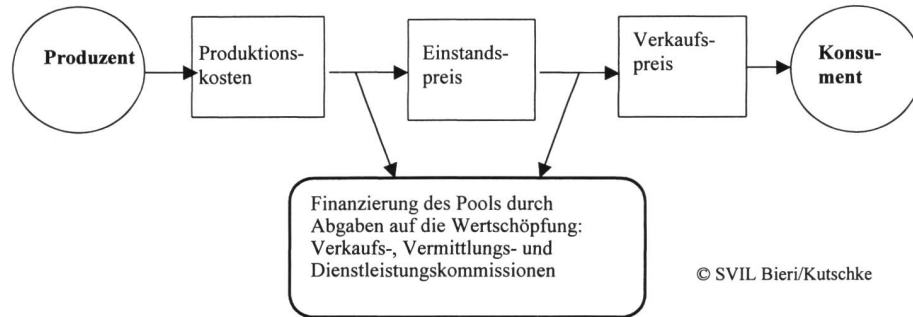 Produzent
Produktions-
kosten
Einstands-
preis
Verkaufs-
preis
Konsu-
ment
Finanzierung des Pools durch
Abgaben auf die Wertschöpfung:
Verkaufs-, Vermittlungs- und
Dienstleistungskommissionen
© SVIL Bieri/Kutschke